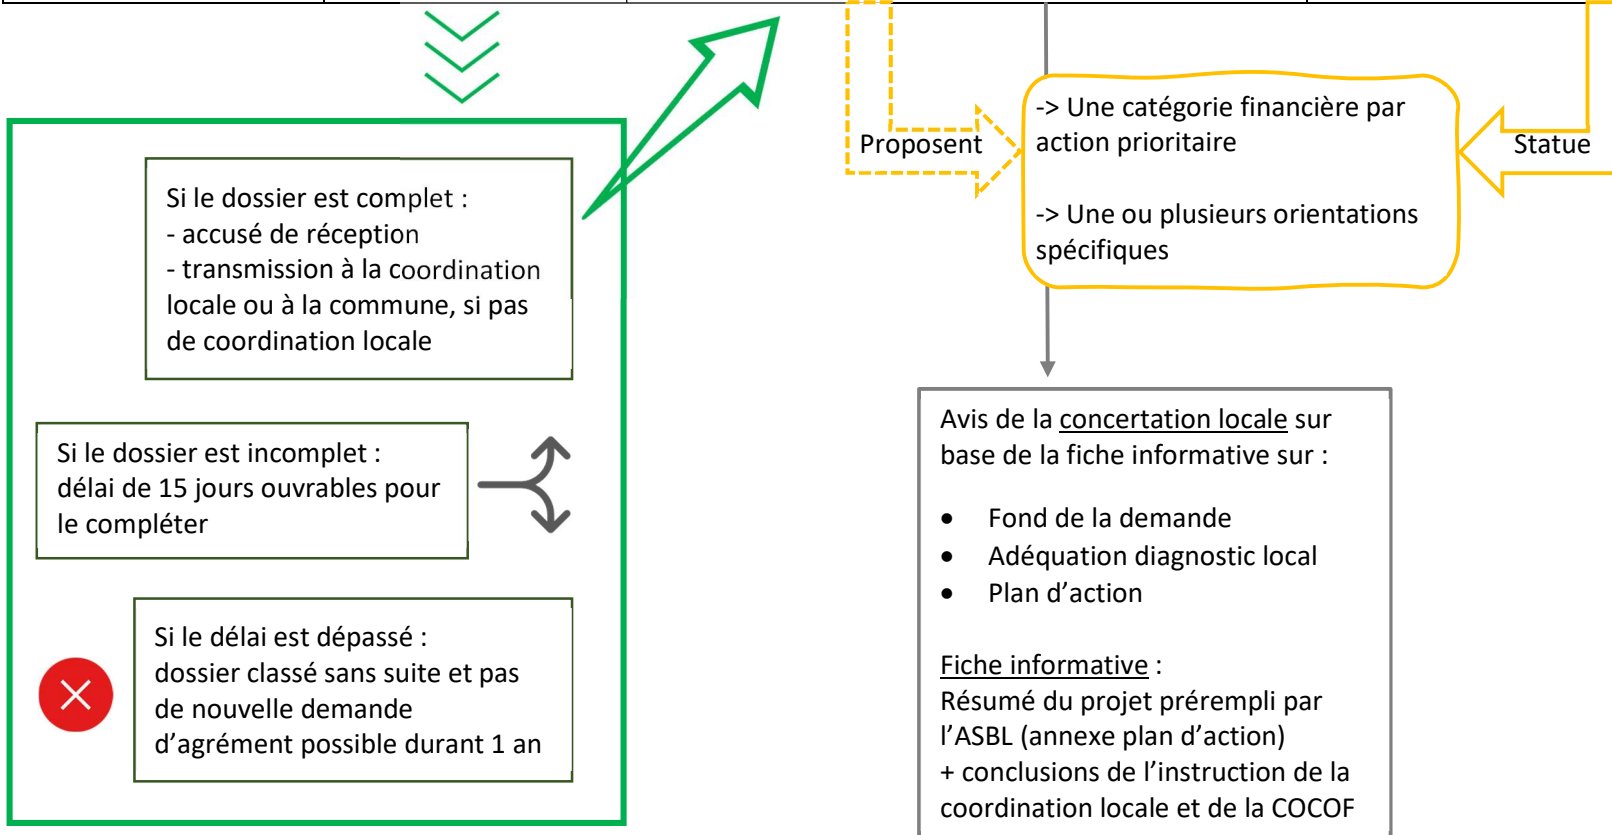 Si le dossier est complet :
- accusé de réception
- transmission à la coordination
locale ou à la commune, si pas
de coordination locale
Si le dossier est incomplet :
délai de 15 jours ouvrables pour
le compléter
Si le délai est dépassé :
dossier classé sans suite et pas
de nouvelle demande
d’agrément possible durant 1 an
Proposent
-> Une catégorie financière par
action prioritaire
-> Une ou plusieurs orientations
spécifiques
Statue
Avis de la concertation locale sur
base de la fiche informative sur :
• Fond de la demande
• Adéquation diagnostic local
• Plan d’action
Fiche informative :
Résumé du projet prérempli par
l’ASBL (annexe plan d’action)
+ conclusions de l’instruction de la
coordination locale et de la COCOF